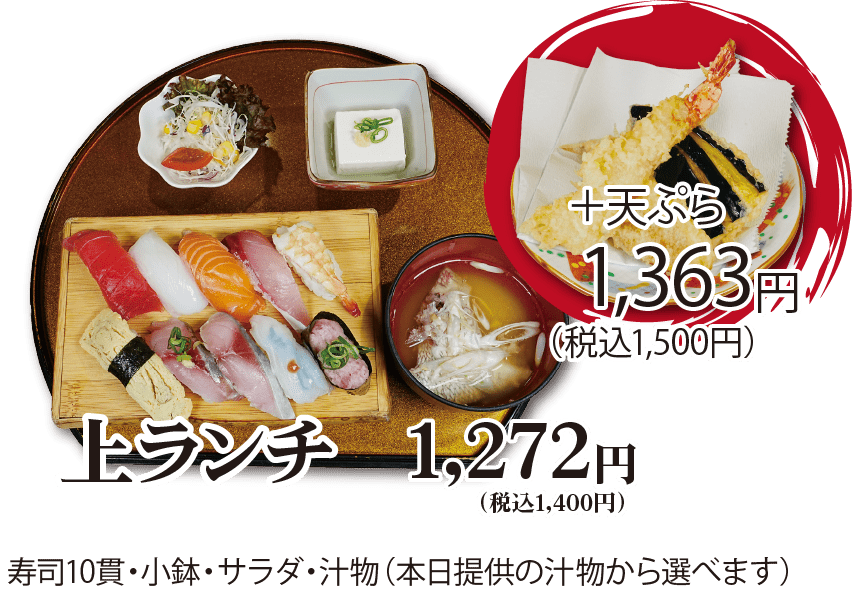 ＋天ぷら
1,363円
（税込1,500円）
上ランチ　1,272円
（税込1,400円）
寿司10貫・小鉢・サラダ・汁物（本日提供の汁物から選べます）